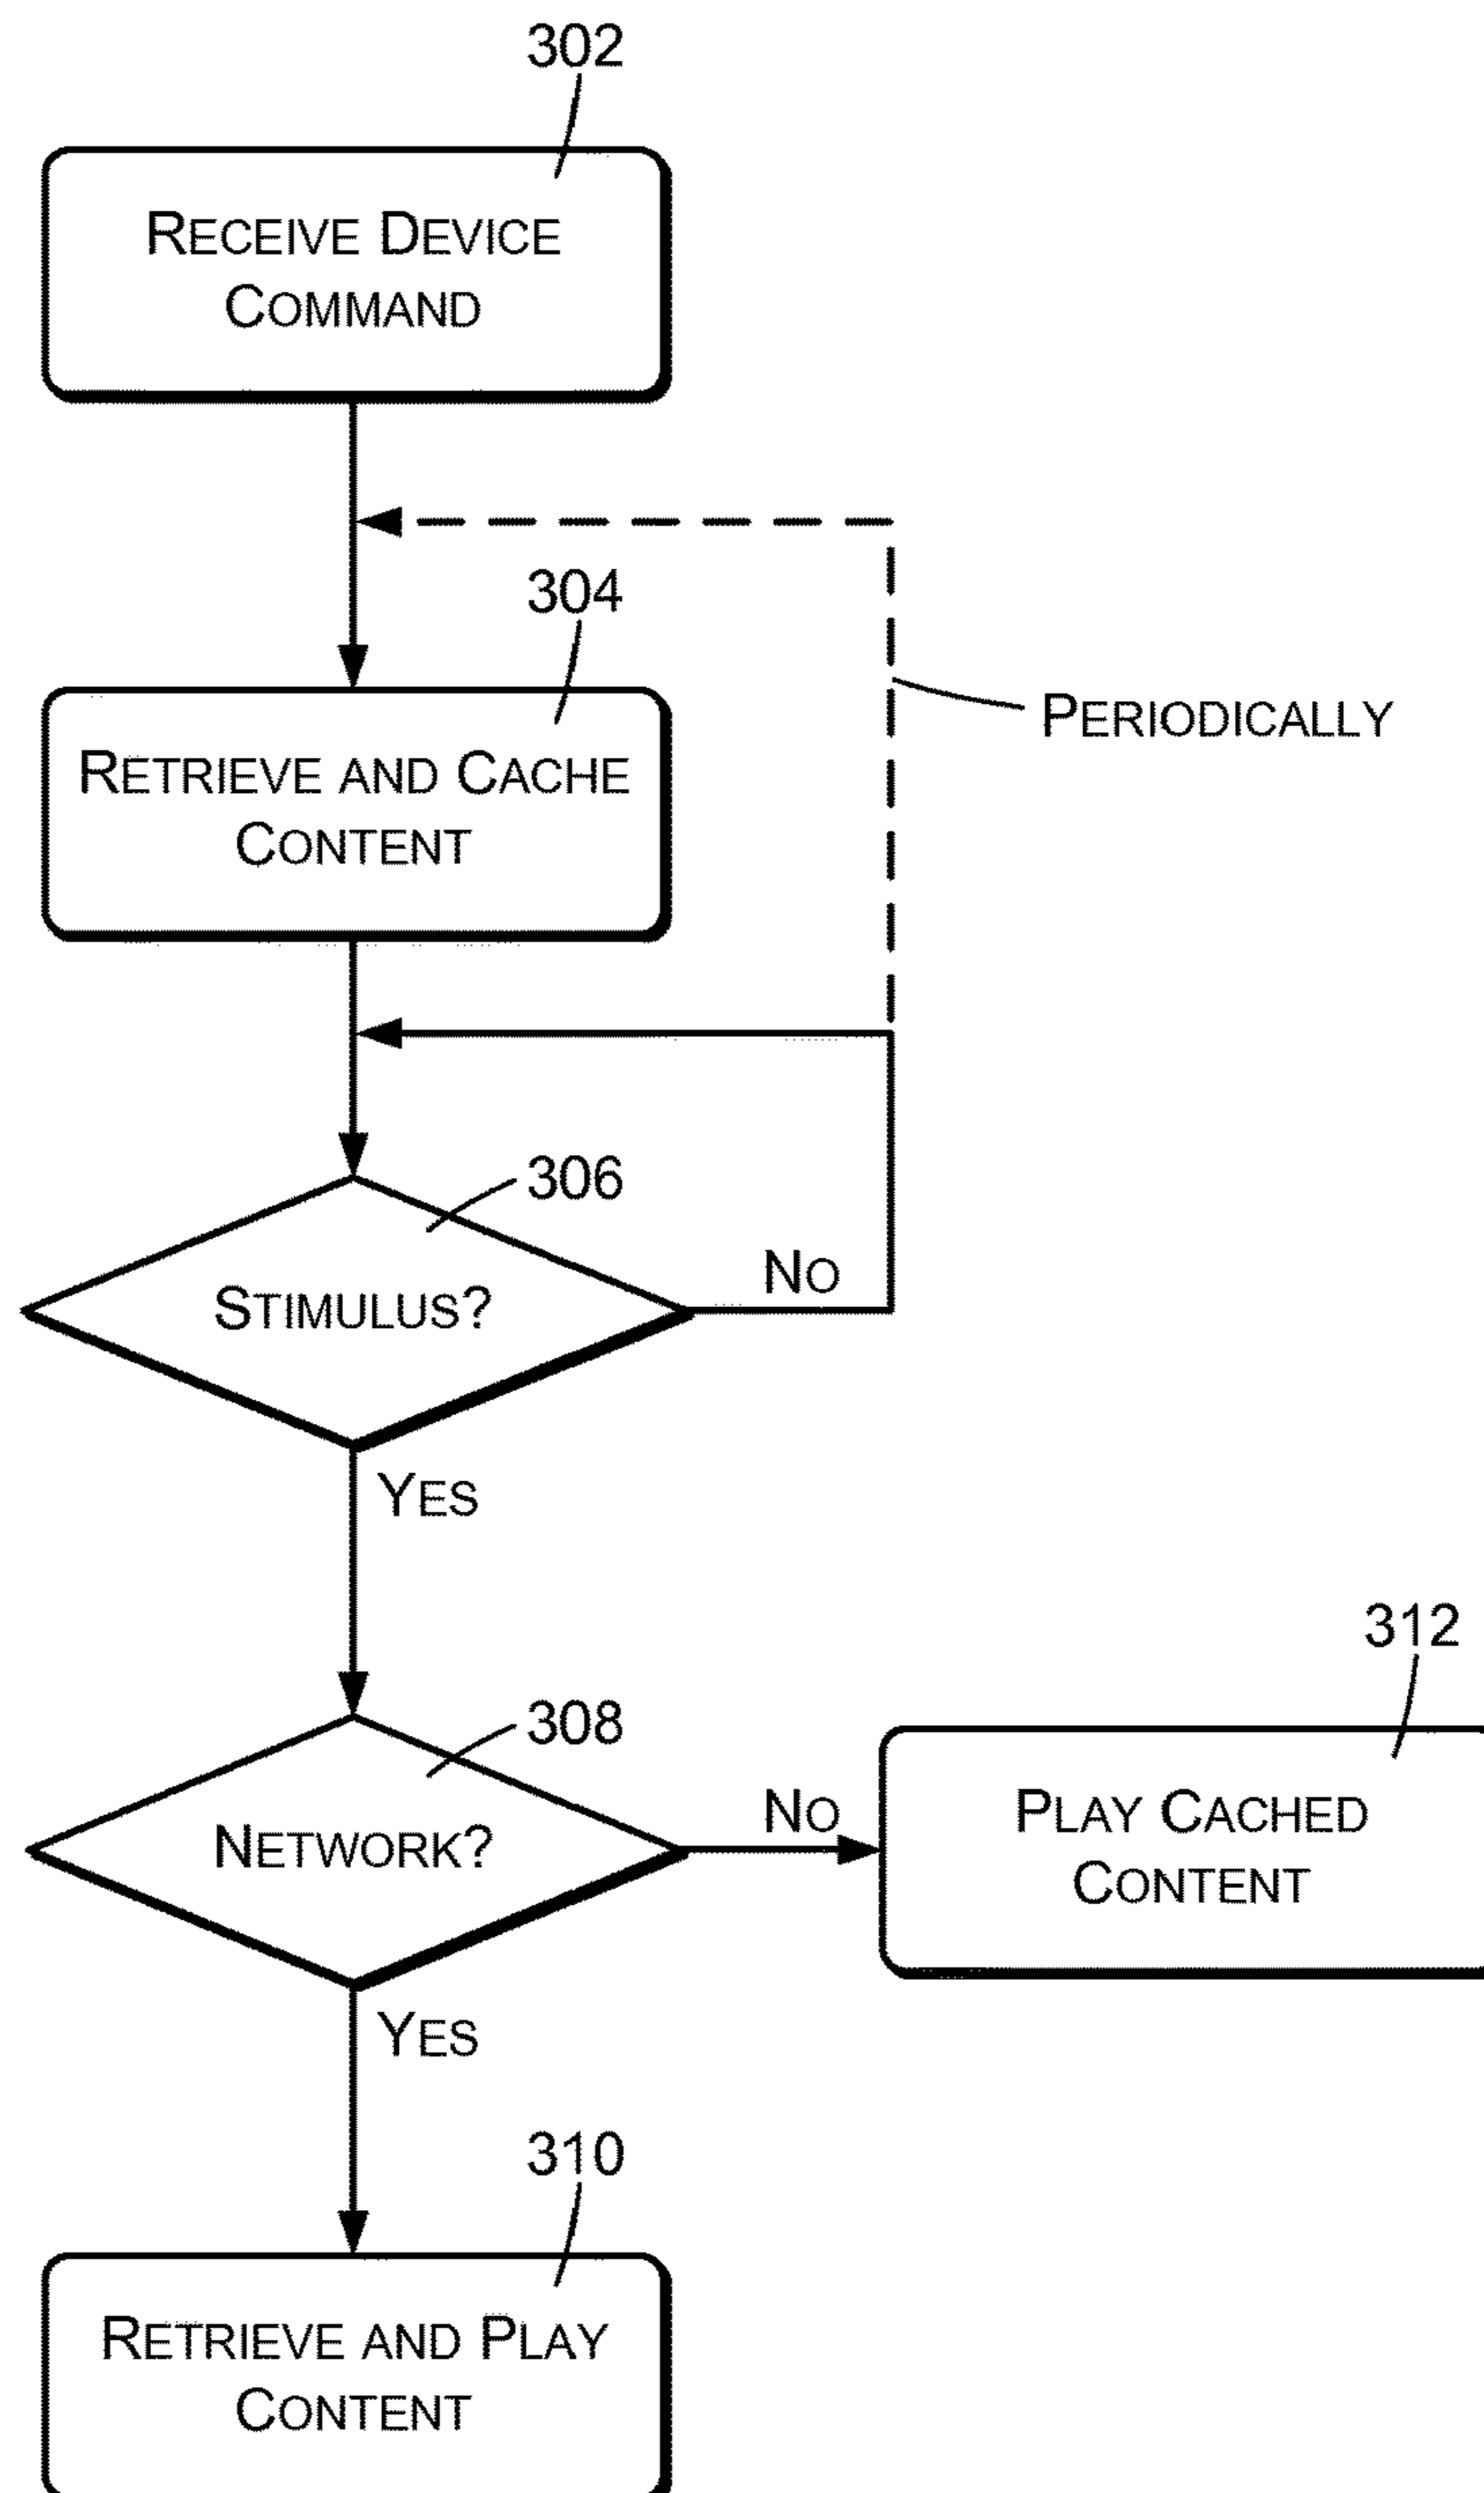 302
RECEIVE DEVICE
COMMAND
304
PERIODICALLY
RETRIEVE AND CACHE
CONTENT
306
STIMULUS?
NO
YES
308
NETWORK?
NO
312
PLAY CACHED
CONTENT
YES
310
RETRIEVE AND PLAY
CONTENT